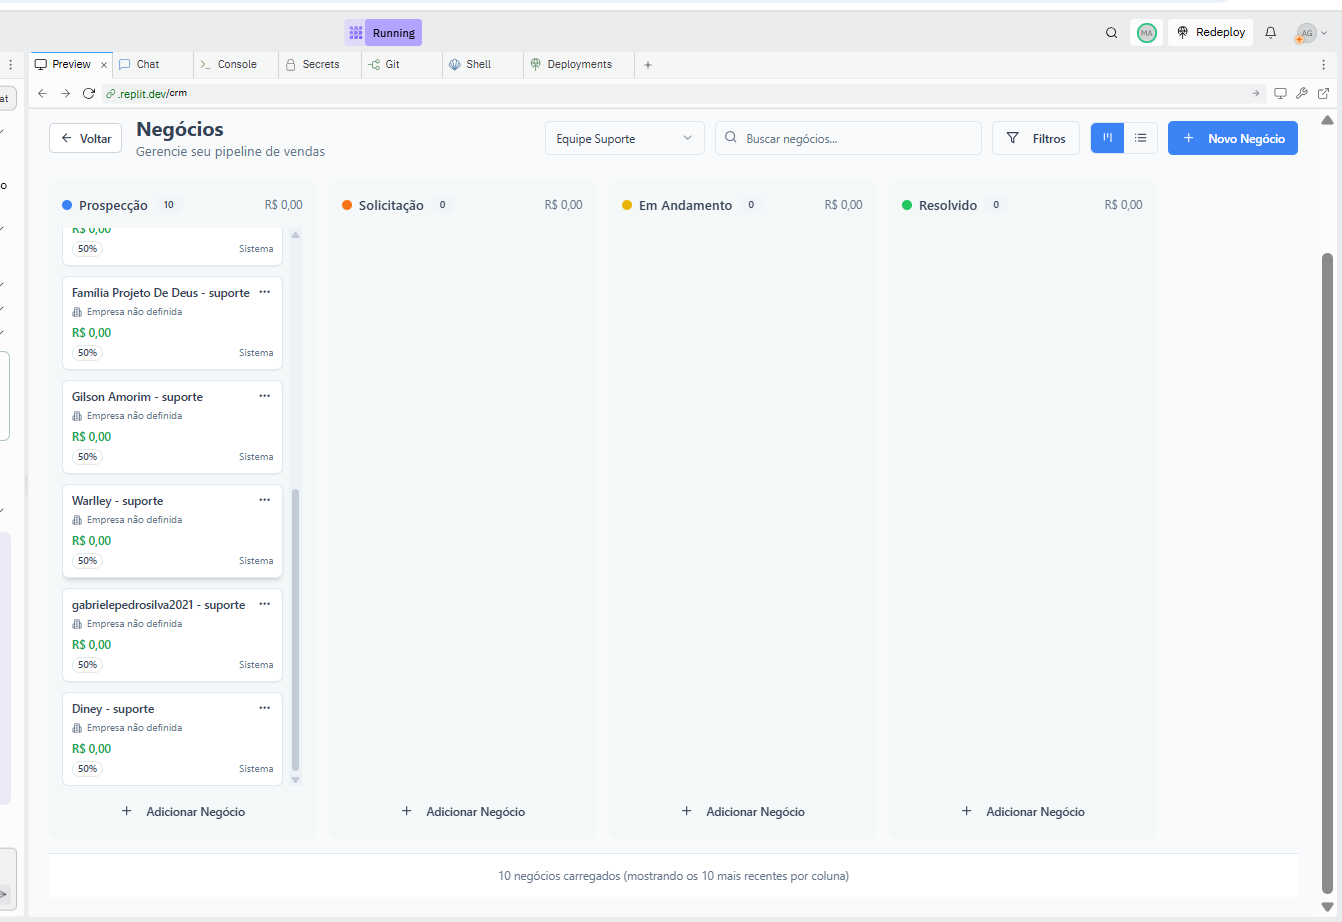 Running
MA
Redeploy
AG
Preview
Chat
Console
Secrets
Git
Shell
Deployments
at
.replit.dev/crm
Voltar
Negócios
Gerencie seu pipeline de vendas
Equipe Suporte
Buscar negócios...
Filtros
Novo Negócio
o
Prospecção 10 R$ 0,00
Solicitação 0 R$ 0,00
Em Andamento 0 R$ 0,00
Resolvido 0 R$ 0,00
R$ 0,00
50% Sistema
Família Projeto De Deus - suporte
Empresa não definida
R$ 0,00
50% Sistema
Gilson Amorim - suporte
Empresa não definida
R$ 0,00
50% Sistema
Warlley - suporte
Empresa não definida
R$ 0,00
50% Sistema
gabrielepedrosilva2021 - suporte
Empresa não definida
R$ 0,00
50% Sistema
Diney - suporte
Empresa não definida
R$ 0,00
50% Sistema
+ Adicionar Negócio
+ Adicionar Negócio
+ Adicionar Negócio
+ Adicionar Negócio
10 negócios carregados (mostrando os 10 mais recentes por coluna)